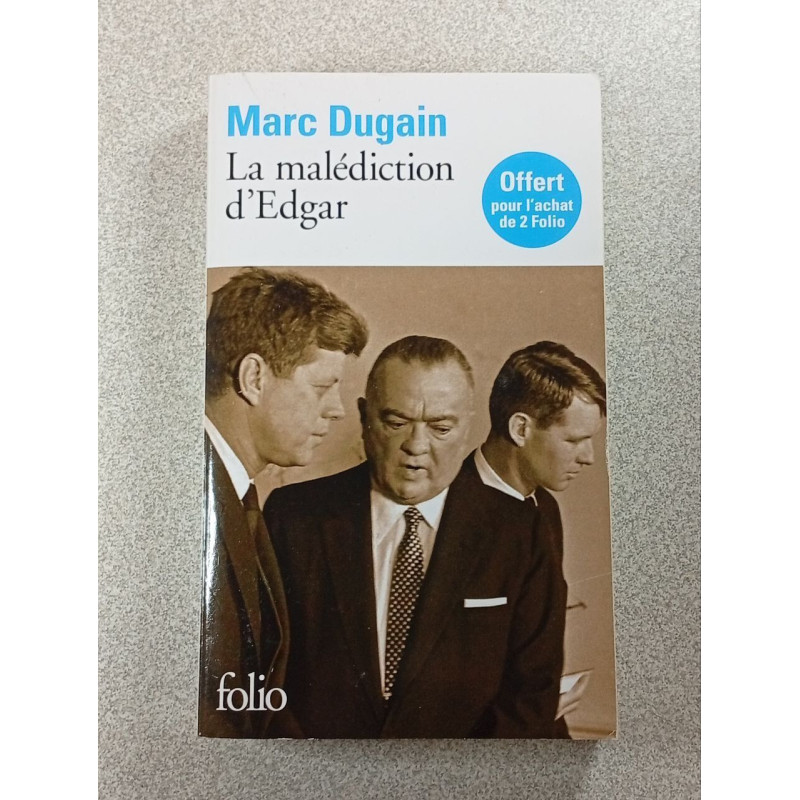 Marc Dugain
La malédiction
d'Edgar
Offert
pour l'achat
de 2 Folio
folio